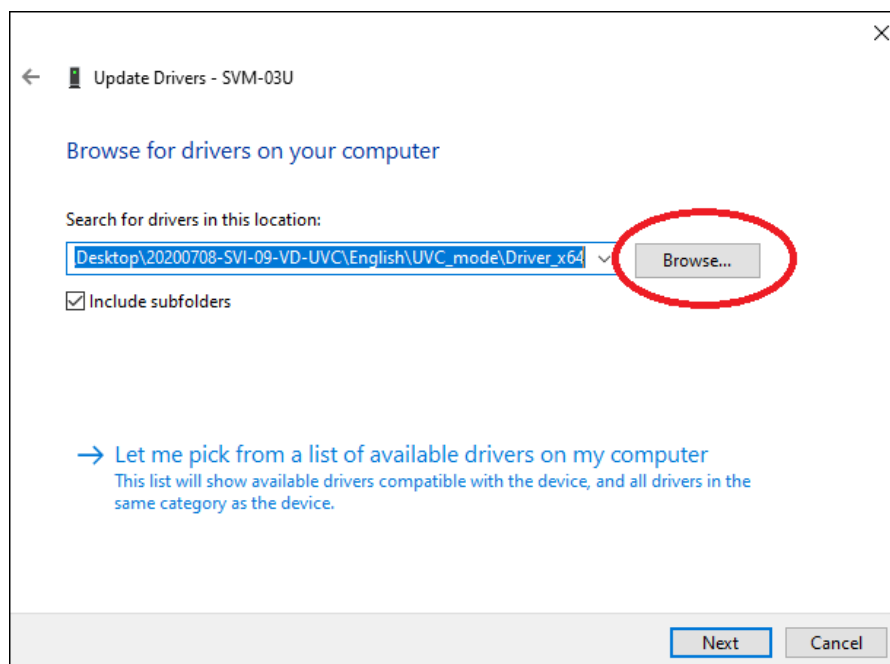 Update Drivers - SVM-03U
Browse for drivers on your computer
Search for drivers in this location:
Desktop\20200708-SVI-09-VD-UVC\English\UVC_mode\Driver_x64
Browse...
Include subfolders
Let me pick from a list of available drivers on my computer
This list will show available drivers compatible with the device, and all drivers in the
same category as the device.
Next
Cancel